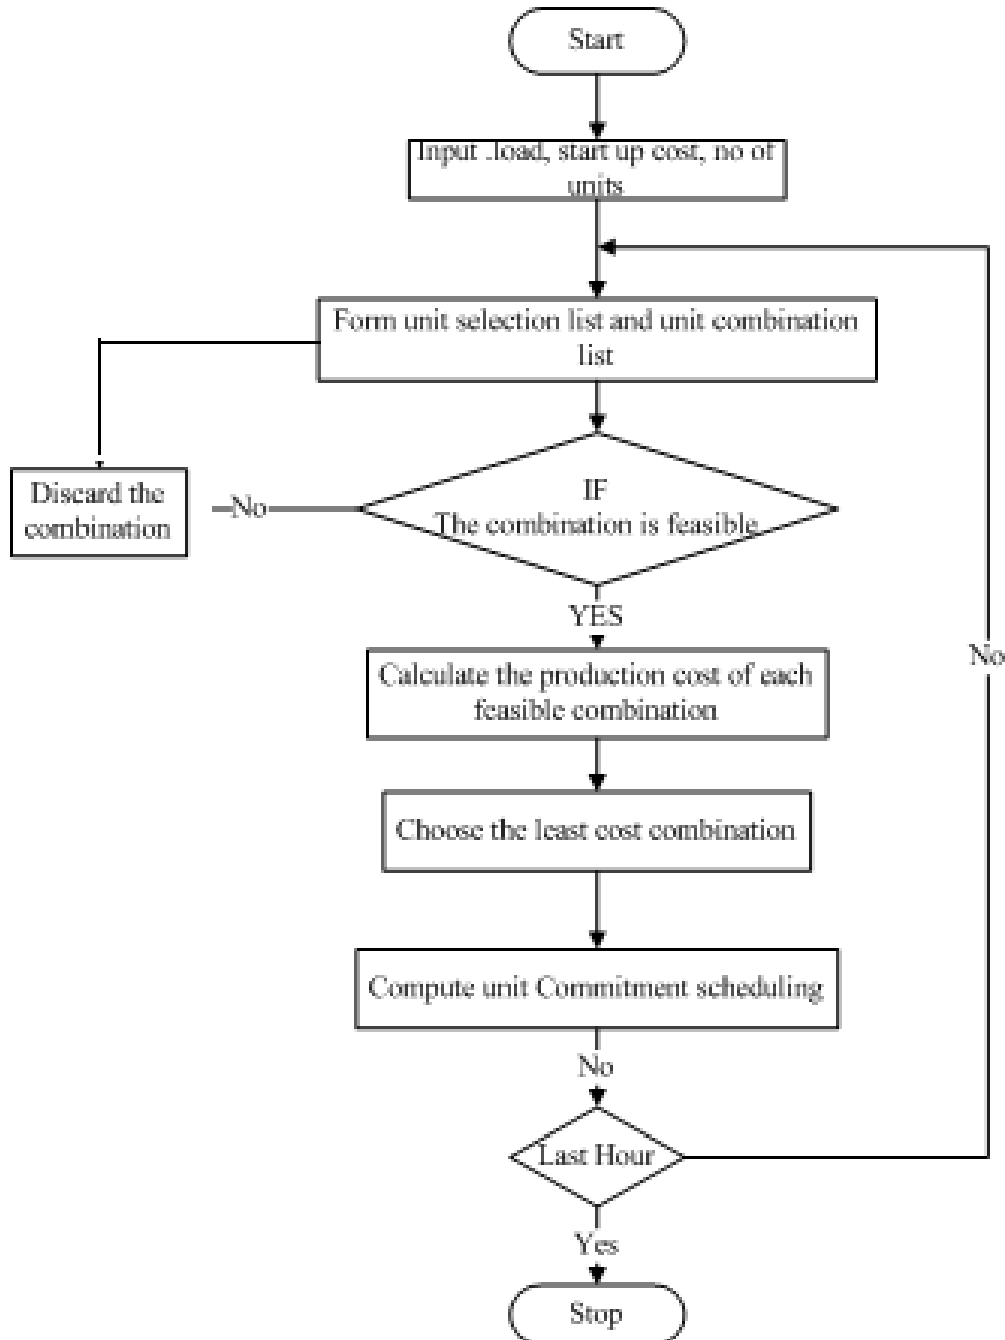 Start
Input .load, start up cost, no of
units
Form unit selection list and unit combination
list
Discard the
combination
No
IF
The combination is feasible
YES
Calculate the production cost of each
feasible combination
No
Choose the least cost combination
Compute unit Commitment scheduling
No
Last Hour
Yes
Stop